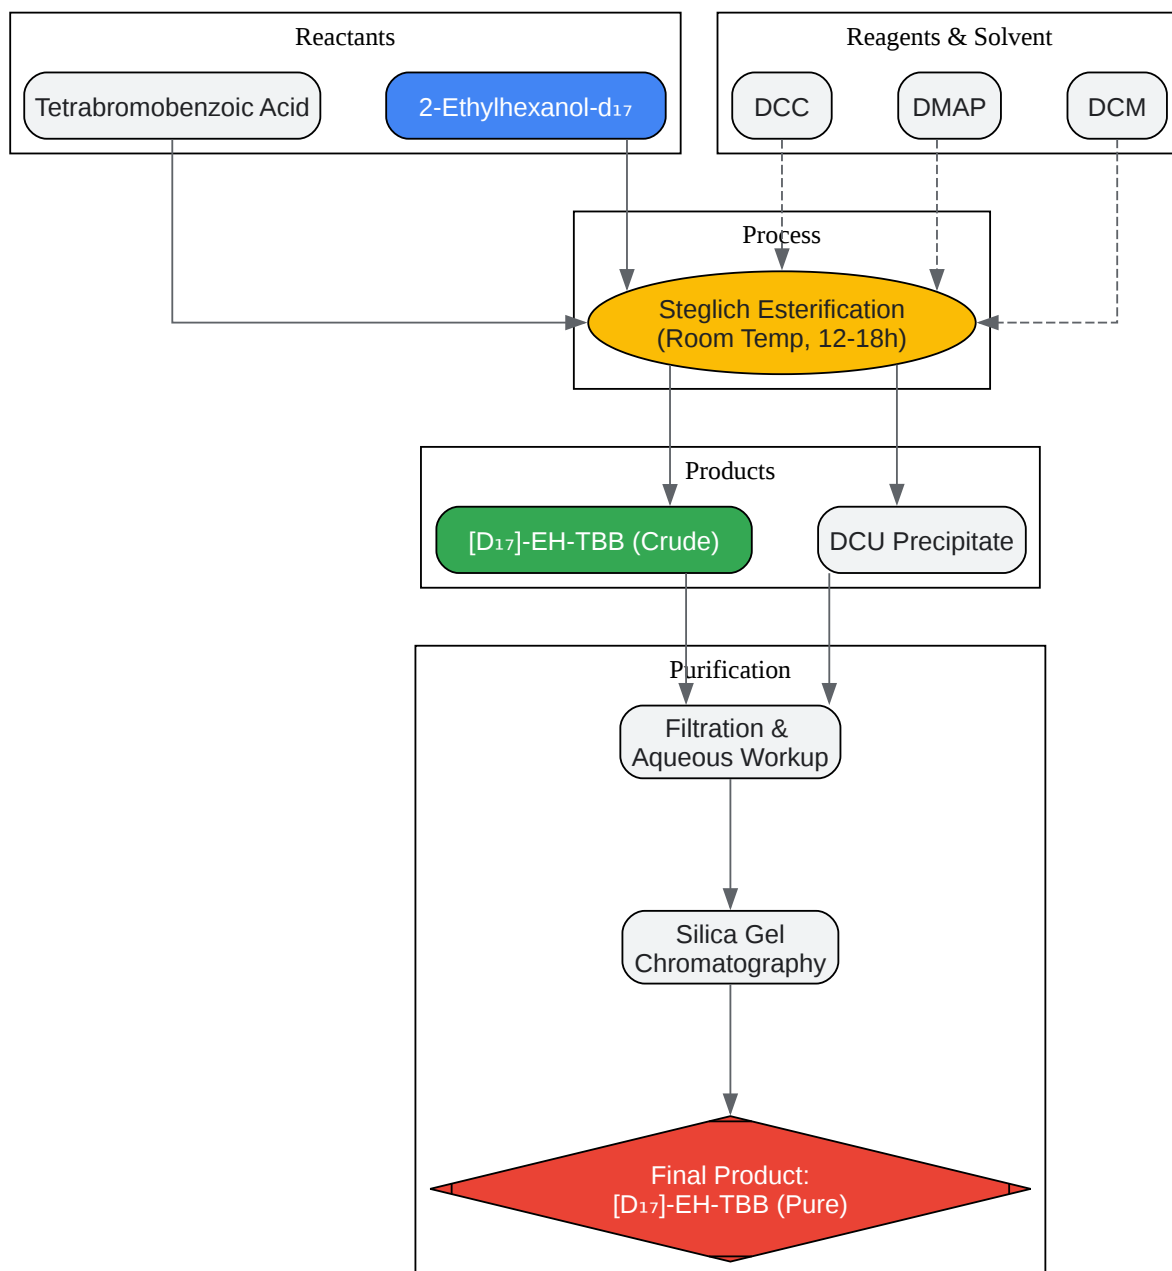 Reactants
Reagents & Solvent
Tetrabromobenzoic Acid
2-Ethylhexanol-d₁₇
DCC
DMAP
DCM
Process
Steglich Esterification
(Room Temp, 12-18h)
Products
[D₁₇]-EH-TBB (Crude)
DCU Precipitate
Purification
Filtration &
Aqueous Workup
Silica Gel
Chromatography
Final Product:
[D₁₇]-EH-TBB (Pure)